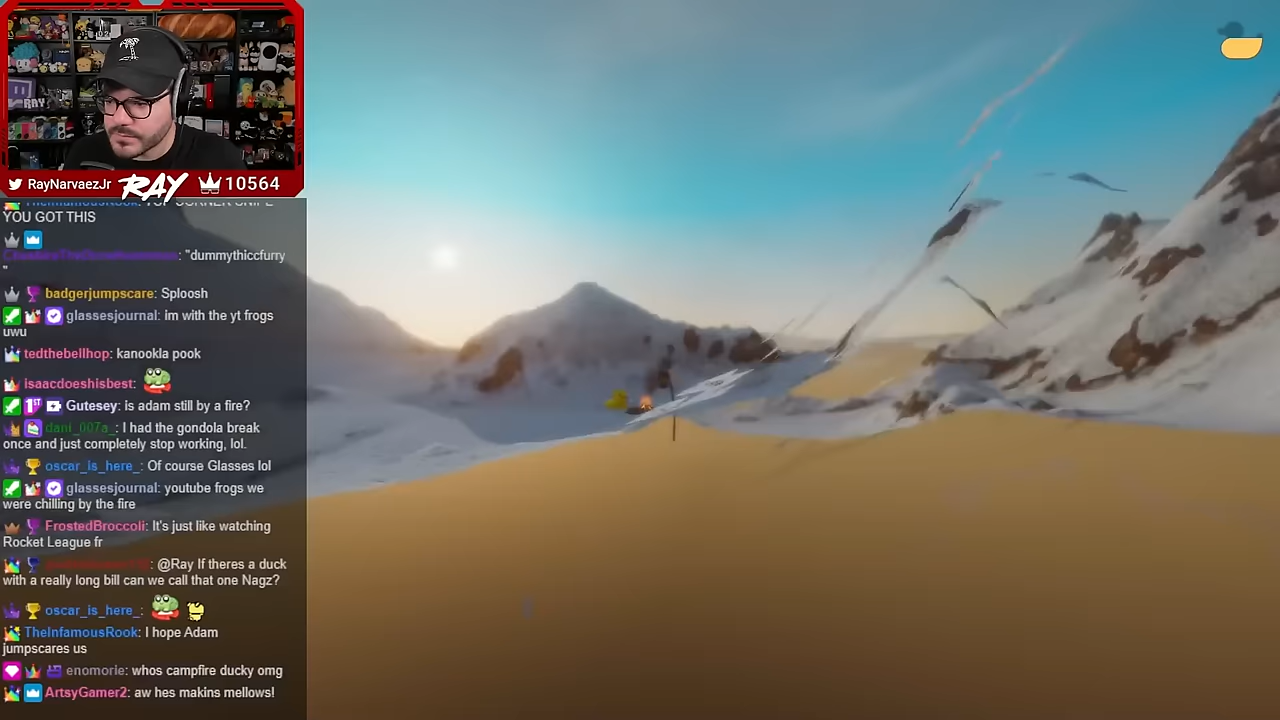 RAY
RayNarvaezJr RAY 10564
TheInfamousRook:
YOU GOT THIS
: "dummythiccfurry
"
badgerjumpscare: Sploosh
glassesjournal: im with the yt frogs
uwu
tedthebellhop: kanookla pook
isaacdoeshisbest:
Gutesey: is adam still by a fire?
dani_007a_: I had the gondola break
once and just completely stop working, lol.
oscar_is_here_: Of course Glasses lol
glassesjournal: youtube frogs we
were chilling by the fire
FrostedBroccoli: It's just like watching
Rocket League fr
: @Ray If theres a duck
with a really long bill can we call that one Nagz?
oscar_is_here_:
TheInfamousRook: I hope Adam
jumpscares us
enomorie: whos campfire ducky omg
ArtsyGamer2: aw hes makins mellows!